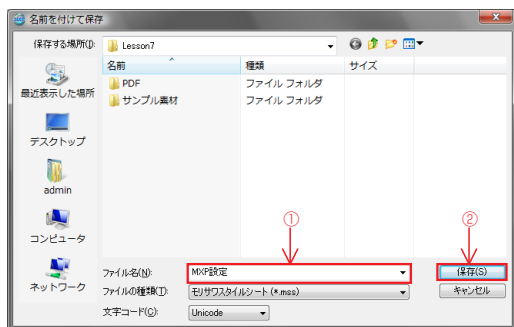 名前を付けて保存
保存する場所(I):
Lesson7
名前
種類
サイズ
PDF
ファイル フォルダ
サンプル素材
ファイル フォルダ
最近表示した場所
デスクトップ
admin
コンピュータ
ネットワーク
①
②
ファイル名(N):
MXP設定
保存(S)
ファイルの種類(T):
モリサワスタイルシート (*.mss)
キャンセル
文字コード(C):
Unicode